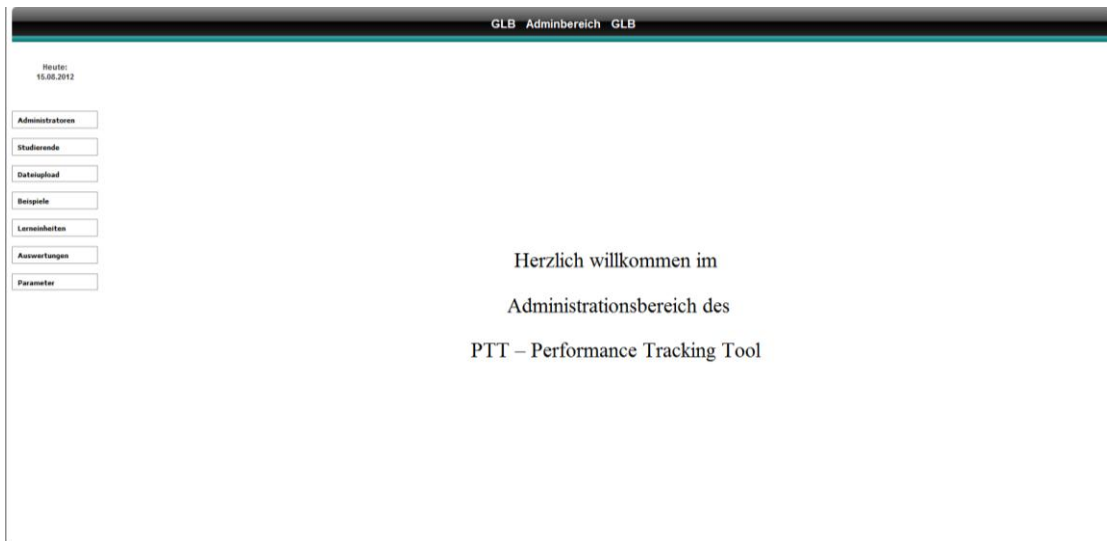 GLB Adminbereich GLB
Heute:
15.08.2012
Administratoren
Studierende
Dateiupload
Beispiele
Lerneinheiten
Auswertungen
Parameter
Herzlich willkommen im
Administrationsbereich des
PTT – Performance Tracking Tool